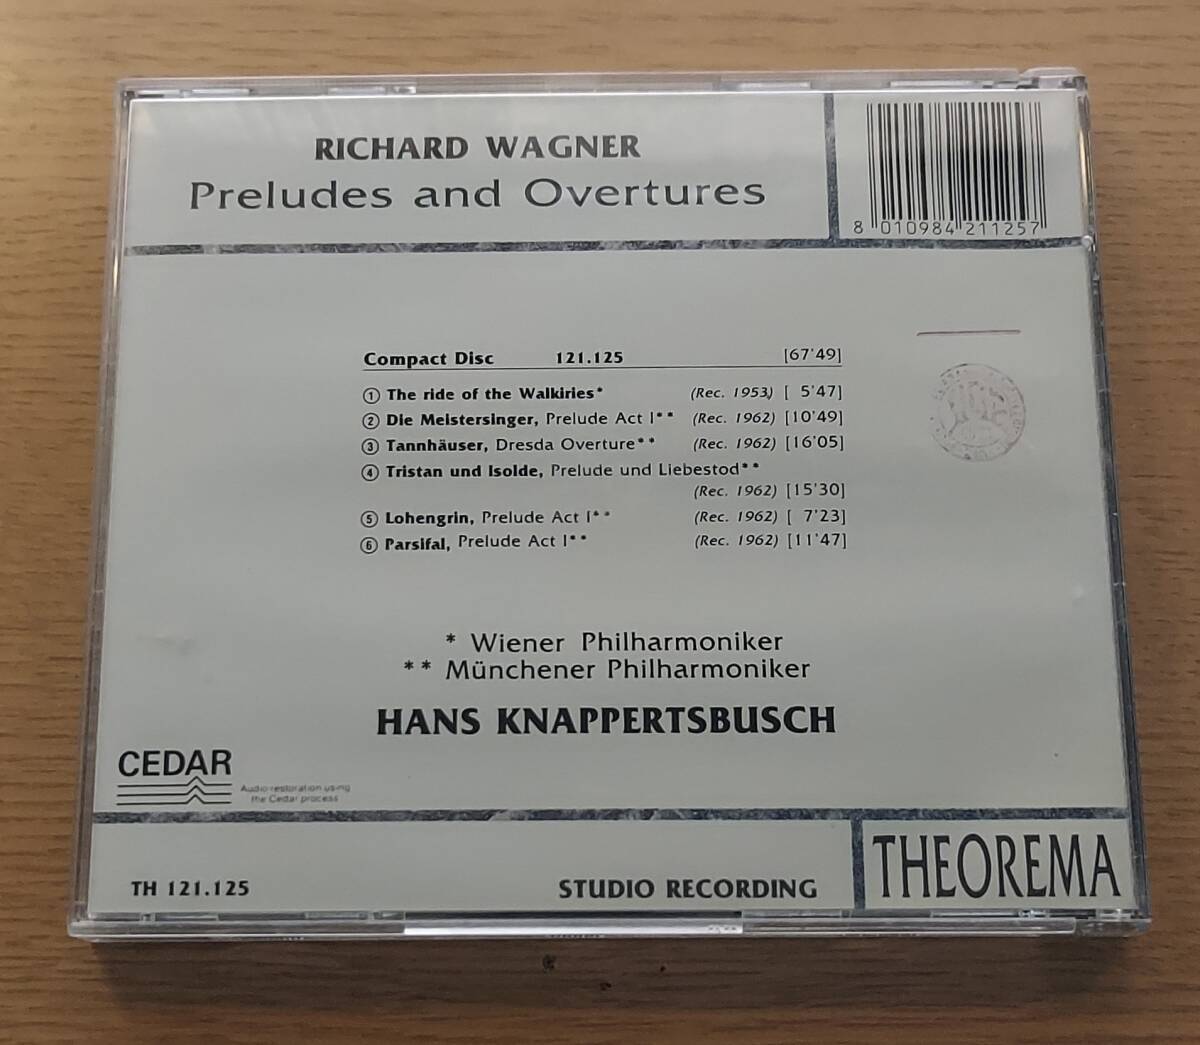 RICHARD WAGNER
Preludes and Overtures
8 010984 211257
Compact Disc 121.125 [67'49]
① The ride of the Walkiries* (Rec. 1953) [ 5'47]
② Die Meistersinger, Prelude Act I** (Rec. 1962) [10'49]
③ Tannhäuser, Dresda Overture** (Rec. 1962) [16'05]
④ Tristan und Isolde, Prelude und Liebestod**
(Rec. 1962) [15'30]
⑤ Lohengrin, Prelude Act I** (Rec. 1962) [ 7'23]
⑥ Parsifal, Prelude Act I** (Rec. 1962) [11'47]
* Wiener Philharmoniker
** Münchener Philharmoniker
HANS KNAPPERTSBUSCH
CEDAR
Audio restoration using
the Cedar process
TH 121.125
STUDIO RECORDING
THEOREMA